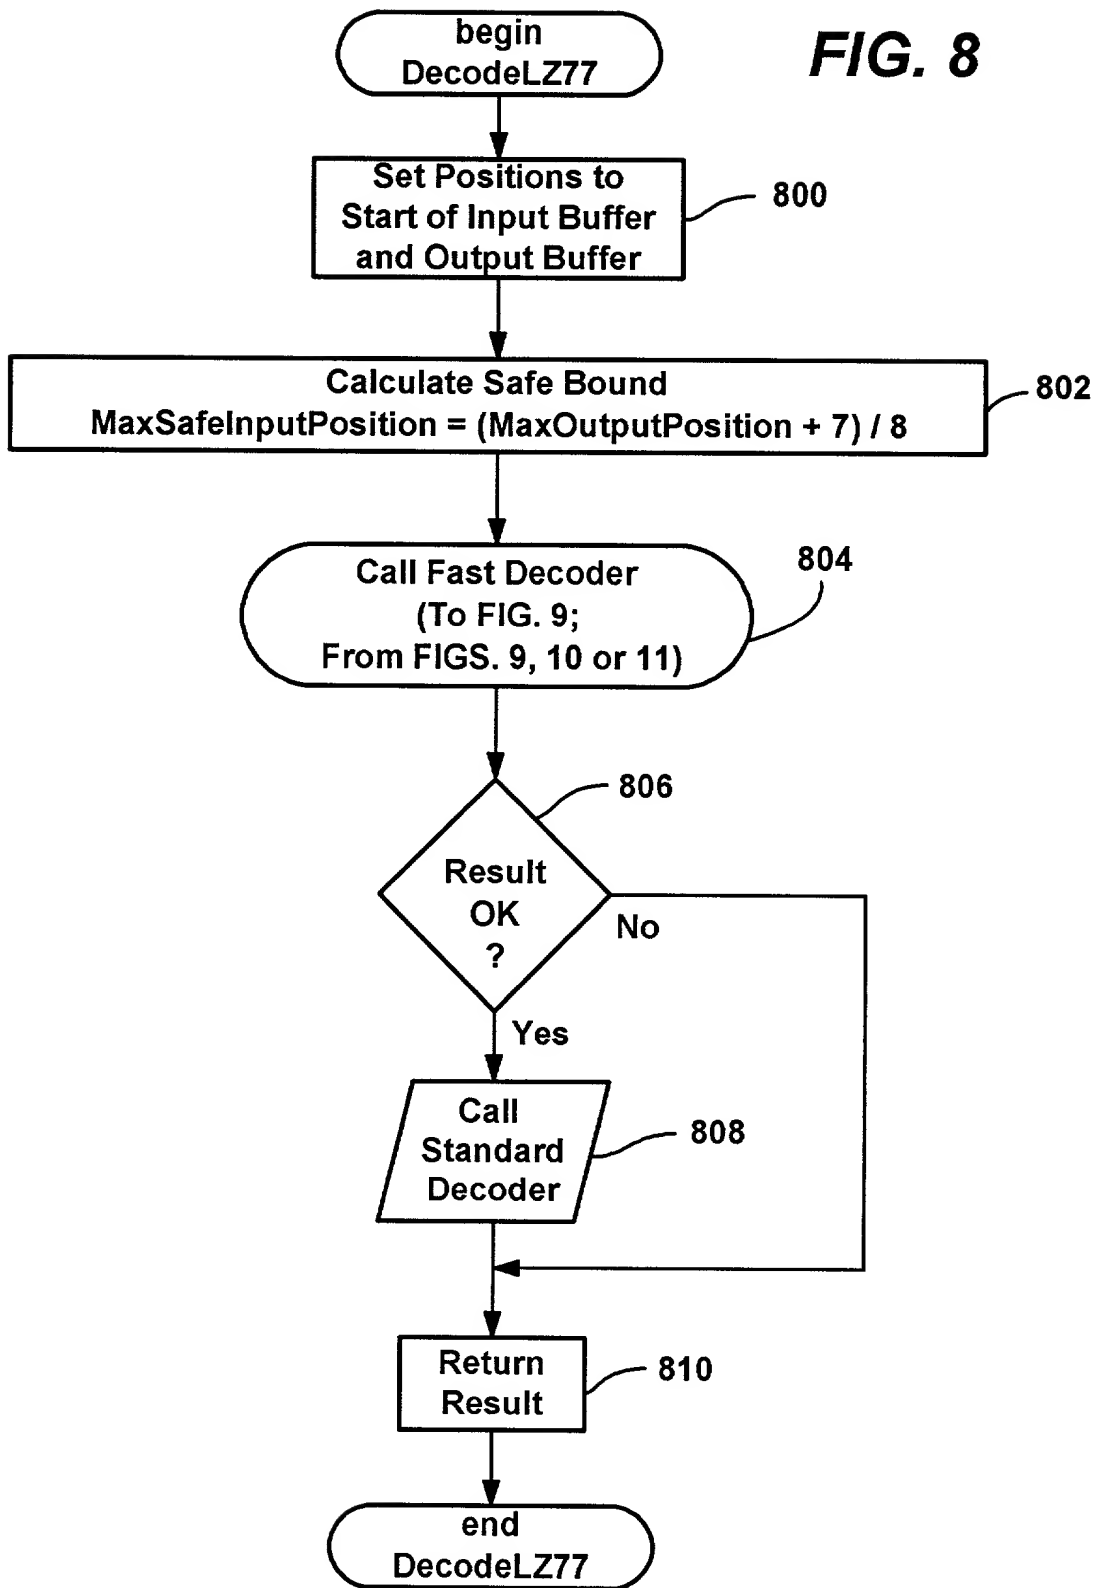 begin
DecodeLZ77
FIG. 8
Set Positions to
Start of Input Buffer
and Output Buffer
800
Calculate Safe Bound
MaxSafeInputPosition = (MaxOutputPosition + 7) / 8
802
Call Fast Decoder
(To FIG. 9;
From FIGS. 9, 10 or 11)
804
806
Result
OK
?
No
Yes
Call
Standard
Decoder
808
Return
Result
810
end
DecodeLZ77